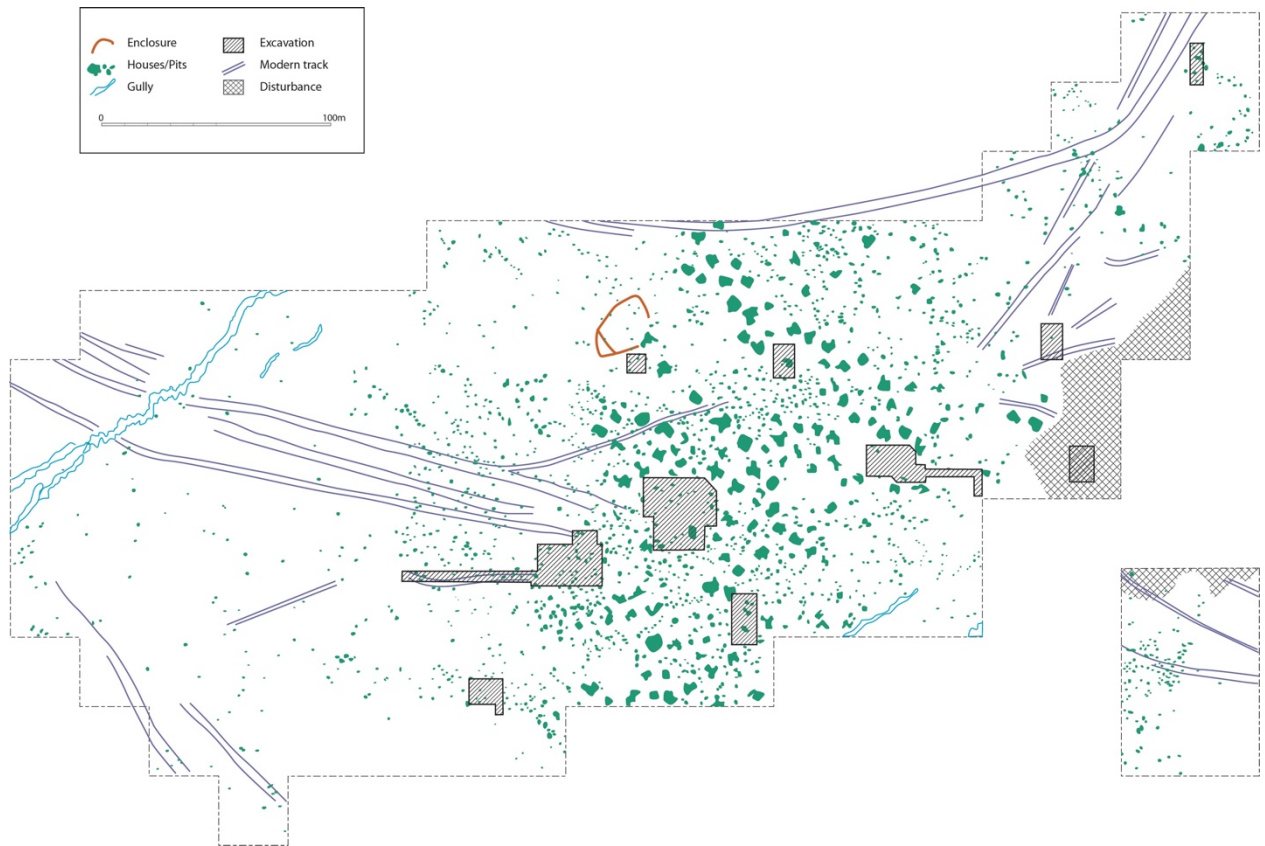 Enclosure
Houses/Pits
Gully
Excavation
Modern track
Disturbance
0
100m